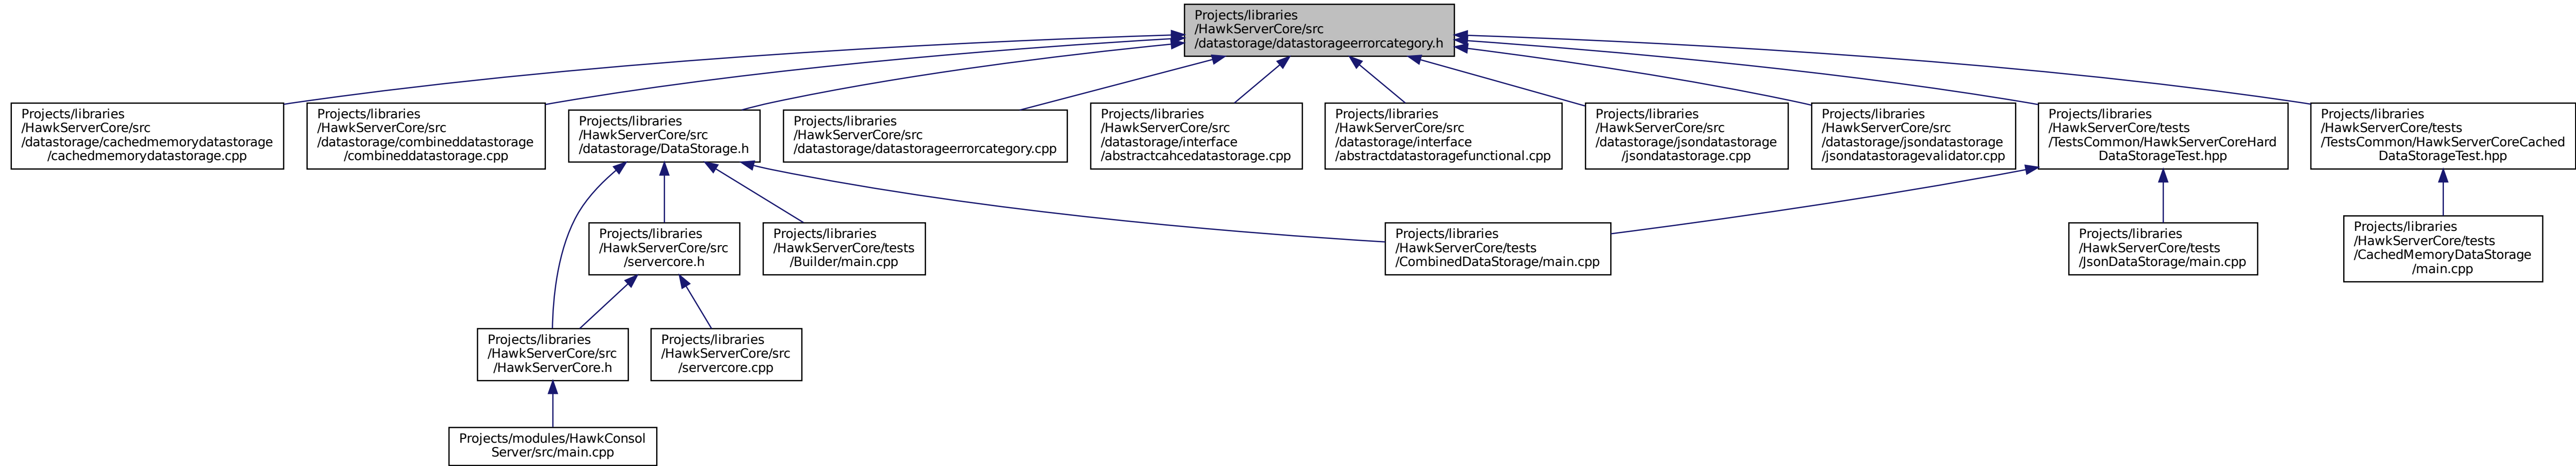 Projects/libraries
/HawkServerCore/src
/datastorage/datastorageerrorcategory.h
Projects/libraries
/HawkServerCore/src
/datastorage/cachedmemorydatastorage
/cachedmemorydatastorage.cpp
Projects/libraries
/HawkServerCore/src
/datastorage/combineddatastorage
/combineddatastorage.cpp
Projects/libraries
/HawkServerCore/src
/datastorage/DataStorage.h
Projects/libraries
/HawkServerCore/src
/datastorage/datastorageerrorcategory.cpp
Projects/libraries
/HawkServerCore/src
/datastorage/interface
/abstractcahcedatastorage.cpp
Projects/libraries
/HawkServerCore/src
/datastorage/interface
/abstractdatastoragefunctional.cpp
Projects/libraries
/HawkServerCore/src
/datastorage/jsondatastorage
/jsondatastorage.cpp
Projects/libraries
/HawkServerCore/src
/datastorage/jsondatastorage
/jsondatastoragevalidator.cpp
Projects/libraries
/HawkServerCore/tests
/TestsCommon/HawkServerCoreHard
DataStorageTest.hpp
Projects/libraries
/HawkServerCore/tests
/TestsCommon/HawkServerCoreCached
DataStorageTest.hpp
Projects/libraries
/HawkServerCore/src
/servercore.h
Projects/libraries
/HawkServerCore/tests
/Builder/main.cpp
Projects/libraries
/HawkServerCore/tests
/CombinedDataStorage/main.cpp
Projects/libraries
/HawkServerCore/tests
/JsonDataStorage/main.cpp
Projects/libraries
/HawkServerCore/tests
/CachedMemoryDataStorage
/main.cpp
Projects/libraries
/HawkServerCore/src
/HawkServerCore.h
Projects/libraries
/HawkServerCore/src
/servercore.cpp
Projects/modules/HawkConsol
Server/src/main.cpp